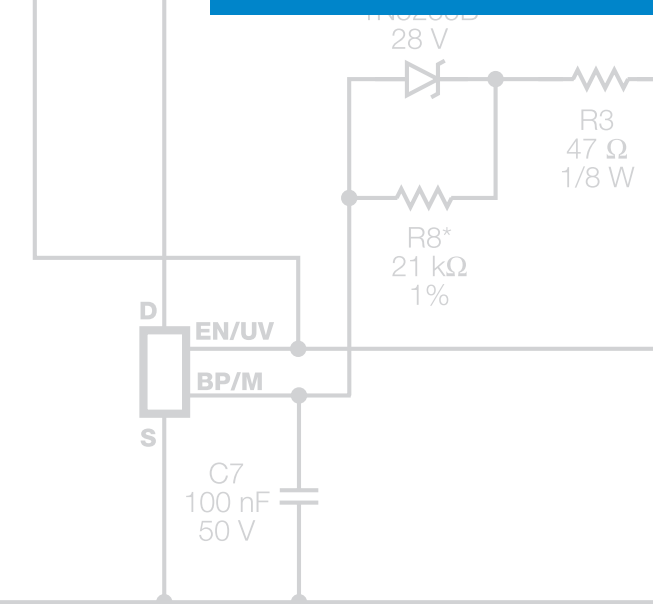 28 V
R3
47 Ω
1/8 W
R8*
21 kΩ
1%
D
EN/UV
BP/M
S
C7
100 nF
50 V